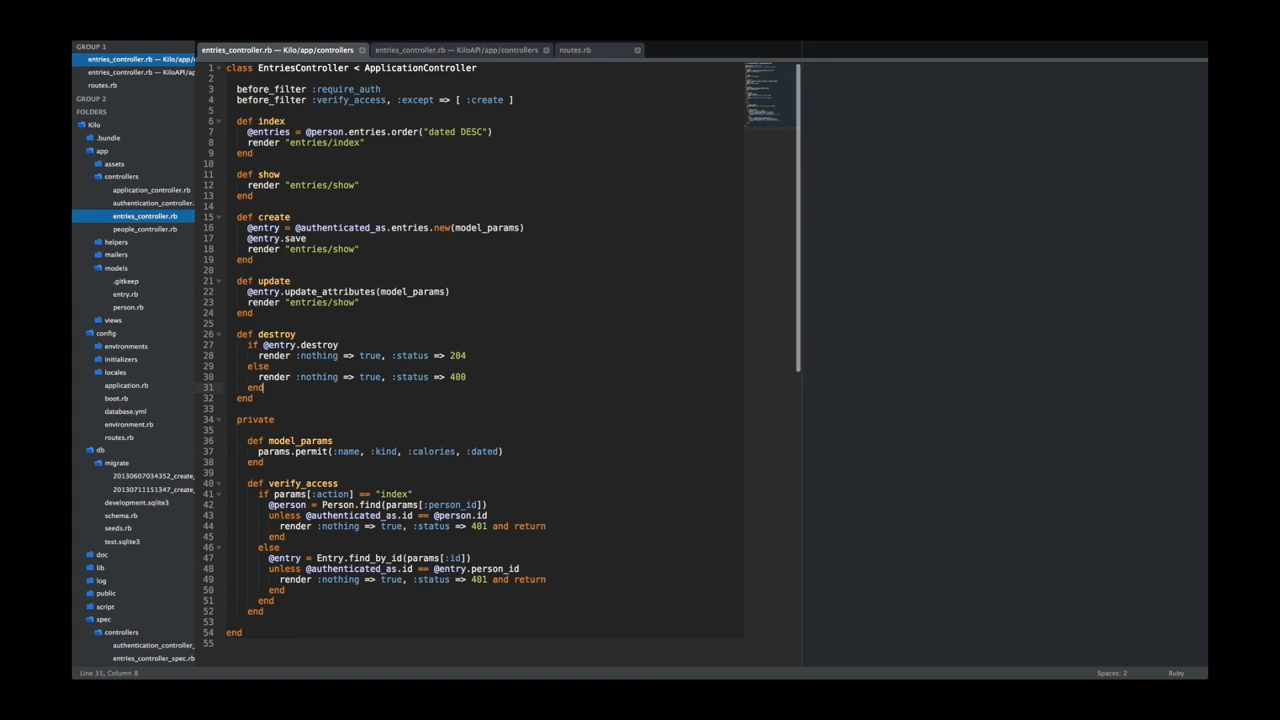 GROUP 1
entries_controller.rb — Kilo/app/
entries_controller.rb — KiloAPI/ap
routes.rb
GROUP 2
FOLDERS
Kilo
.bundle
app
assets
controllers
application_controller.rb
authentication_controller.
entries_controller.rb
people_controller.rb
helpers
mailers
models
.gitkeep
entry.rb
person.rb
views
config
environments
initializers
locales
application.rb
boot.rb
database.yml
environment.rb
routes.rb
db
migrate
20130607034352_create_
20130711151347_create_
development.sqlite3
schema.rb
seeds.rb
test.sqlite3
doc
lib
log
public
script
spec
controllers
authentication_controller_
entries_controller_spec.rb
entries_controller.rb — Kilo/app/controllers
entries_controller.rb — KiloAPI/app/controllers
routes.rb
1 class EntriesController < ApplicationController
2
3 before_filter :require_auth
4 before_filter :verify_access, :except => [ :create ]
5
6 def index
7 @entries = @person.entries.order("dated DESC")
8 render "entries/index"
9 end
10
11 def show
12 render "entries/show"
13 end
14
15 def create
16 @entry = @authenticated_as.entries.new(model_params)
17 @entry.save
18 render "entries/show"
19 end
20
21 def update
22 @entry.update_attributes(model_params)
23 render "entries/show"
24 end
25
26 def destroy
27 if @entry.destroy
28 render :nothing => true, :status => 204
29 else
30 render :nothing => true, :status => 400
31 end
32 end
33
34 private
35
36 def model_params
37 params.permit(:name, :kind, :calories, :dated)
38 end
39
40 def verify_access
41 if params[:action] == "index"
42 @person = Person.find(params[:person_id])
43 unless @authenticated_as.id == @person.id
44 render :nothing => true, :status => 401 and return
45 end
46 else
47 @entry = Entry.find_by_id(params[:id])
48 unless @authenticated_as.id == @entry.person_id
49 render :nothing => true, :status => 401 and return
50 end
51 end
52 end
53
54 end
55
Line 31, Column 8
Spaces: 2
Ruby